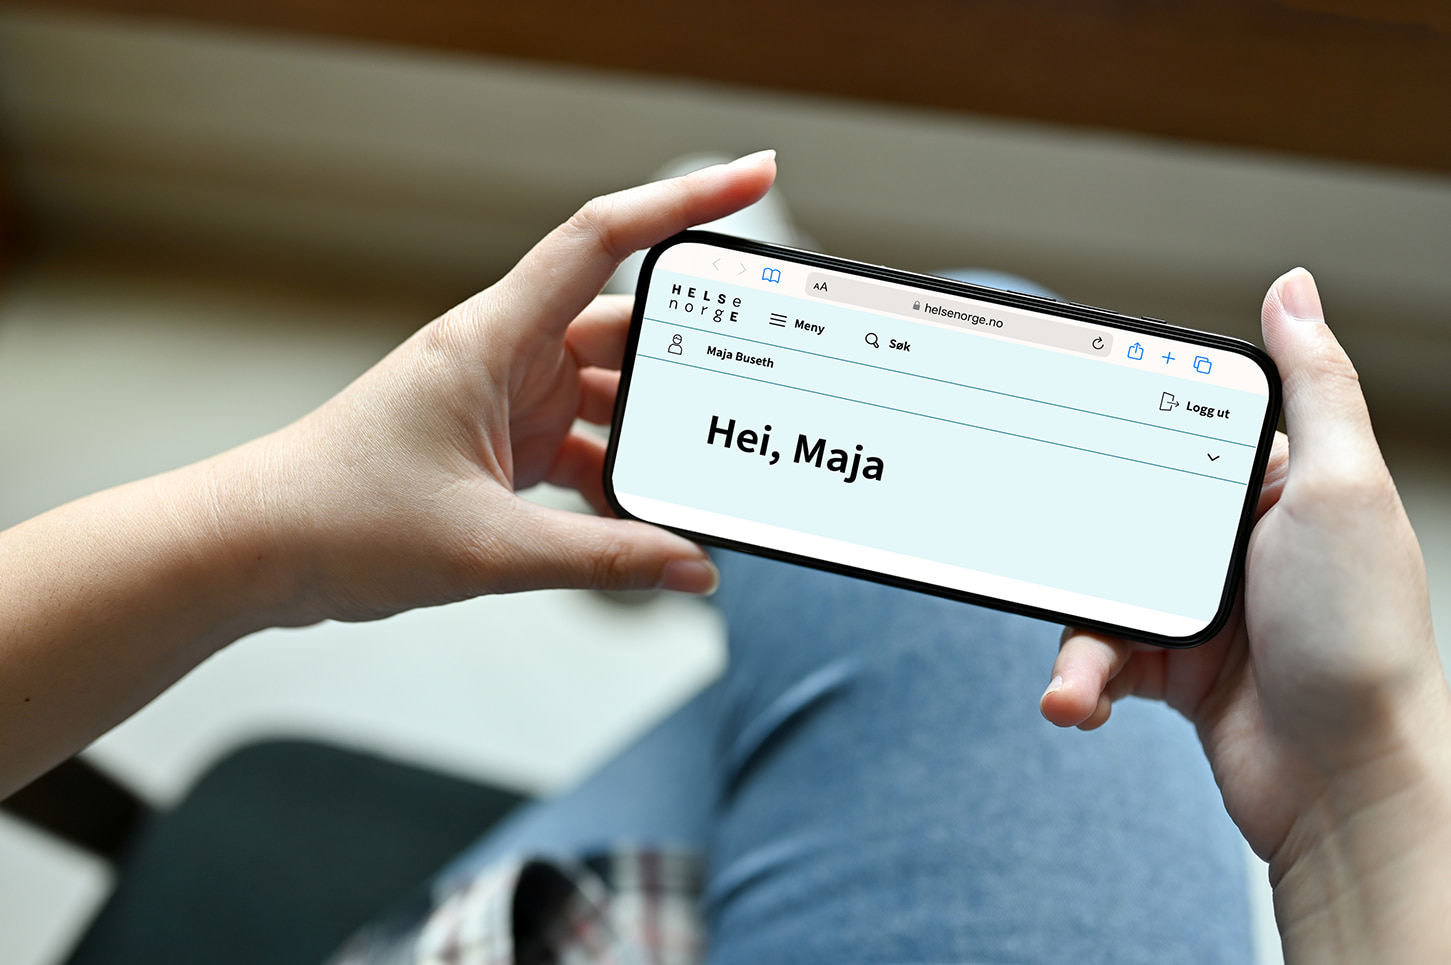 AA
helsenorge.no
HELSe
norgE
Meny
Søk
Logg ut
Maja Buseth
Hei, Maja